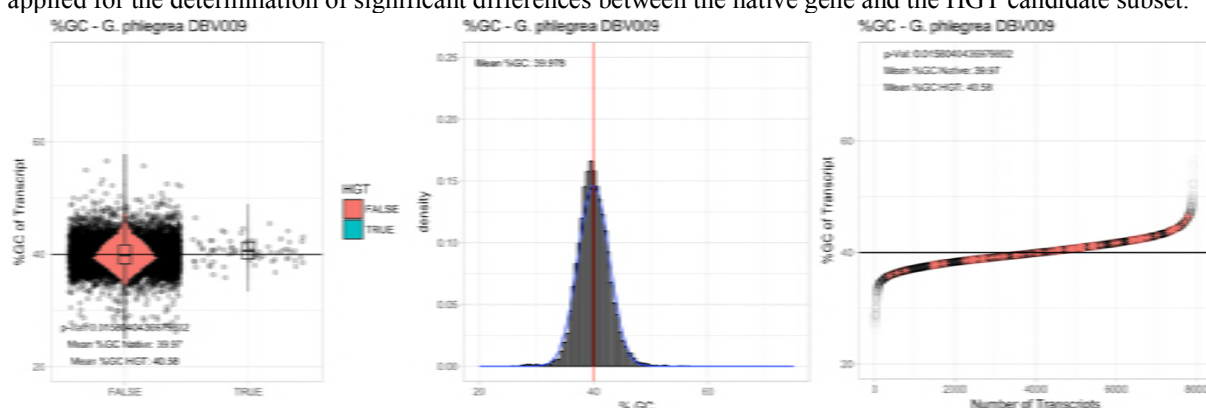 applied for the determination of significant differences between the native gene and the HGT candidate subset.
%GC - G. phlegrea DBV009
%GC of Transcript
60
40
20
Mean %GC Native: 39.97
Mean %GC HGT: 40.58
FALSE
TRUE
HGT
FALSE
TRUE
%GC - G. phlegrea DBV009
Mean %GC: 39.978
density
0.25
0.20
0.15
0.10
0.05
0.00
20
40
60
% GC
%GC - G. phlegrea DBV009
Mean %GC Native: 39.97
Mean %GC HGT: 40.58
%GC of Transcript
60
40
20
0
2000
4000
6000
8000
Number of Transcripts